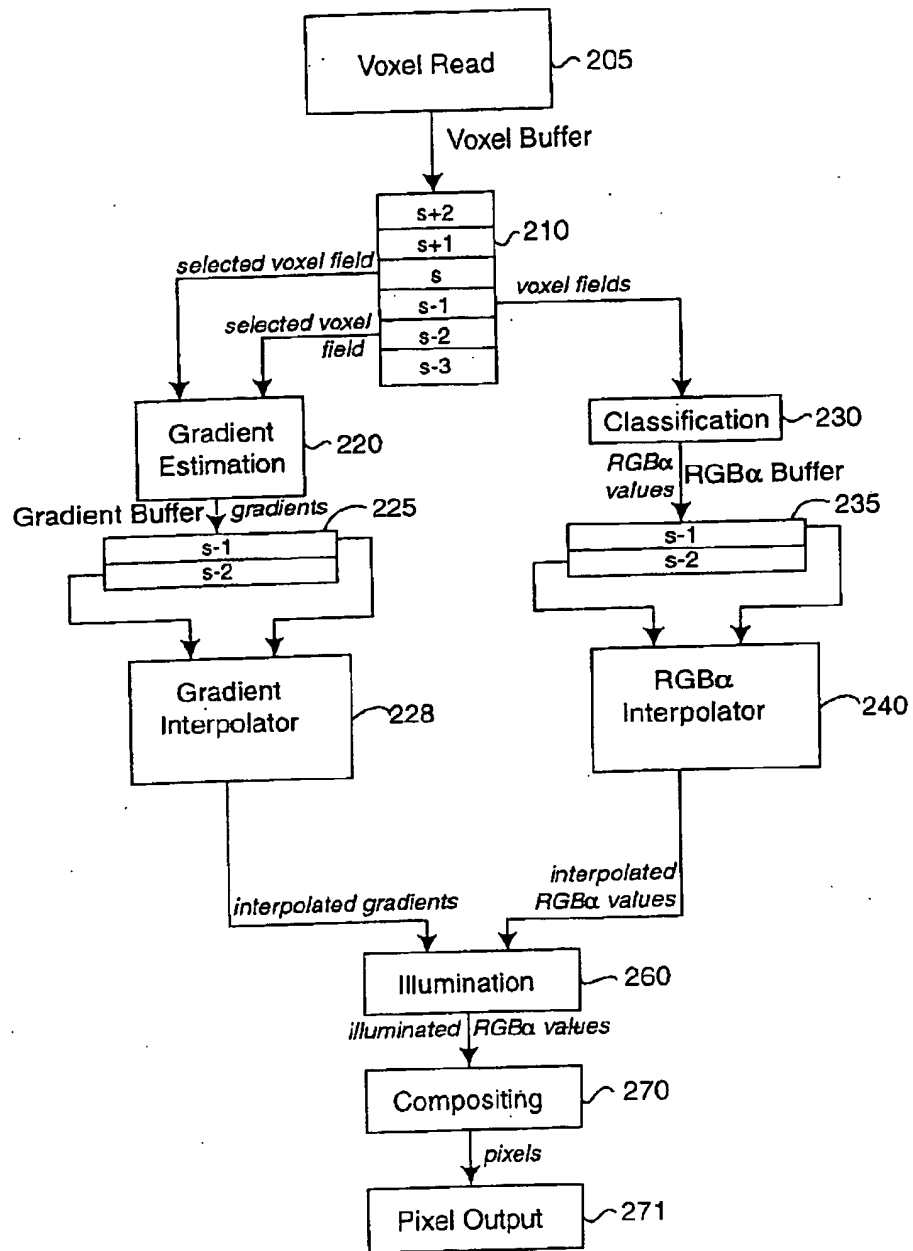 Voxel Read
205
Voxel Buffer
s+2
s+1
s
s-1
s-2
s-3
210
selected voxel field
selected voxel
field
voxel fields
Gradient
Estimation
220
Classification
230
RGBα
values
RGBα Buffer
Gradient Buffer
gradients
225
s-1
s-2
235
s-1
s-2
Gradient
Interpolator
228
RGBα
Interpolator
240
interpolated gradients
interpolated
RGBα values
Illumination
260
illuminated RGBα values
Compositing
270
pixels
Pixel Output
271